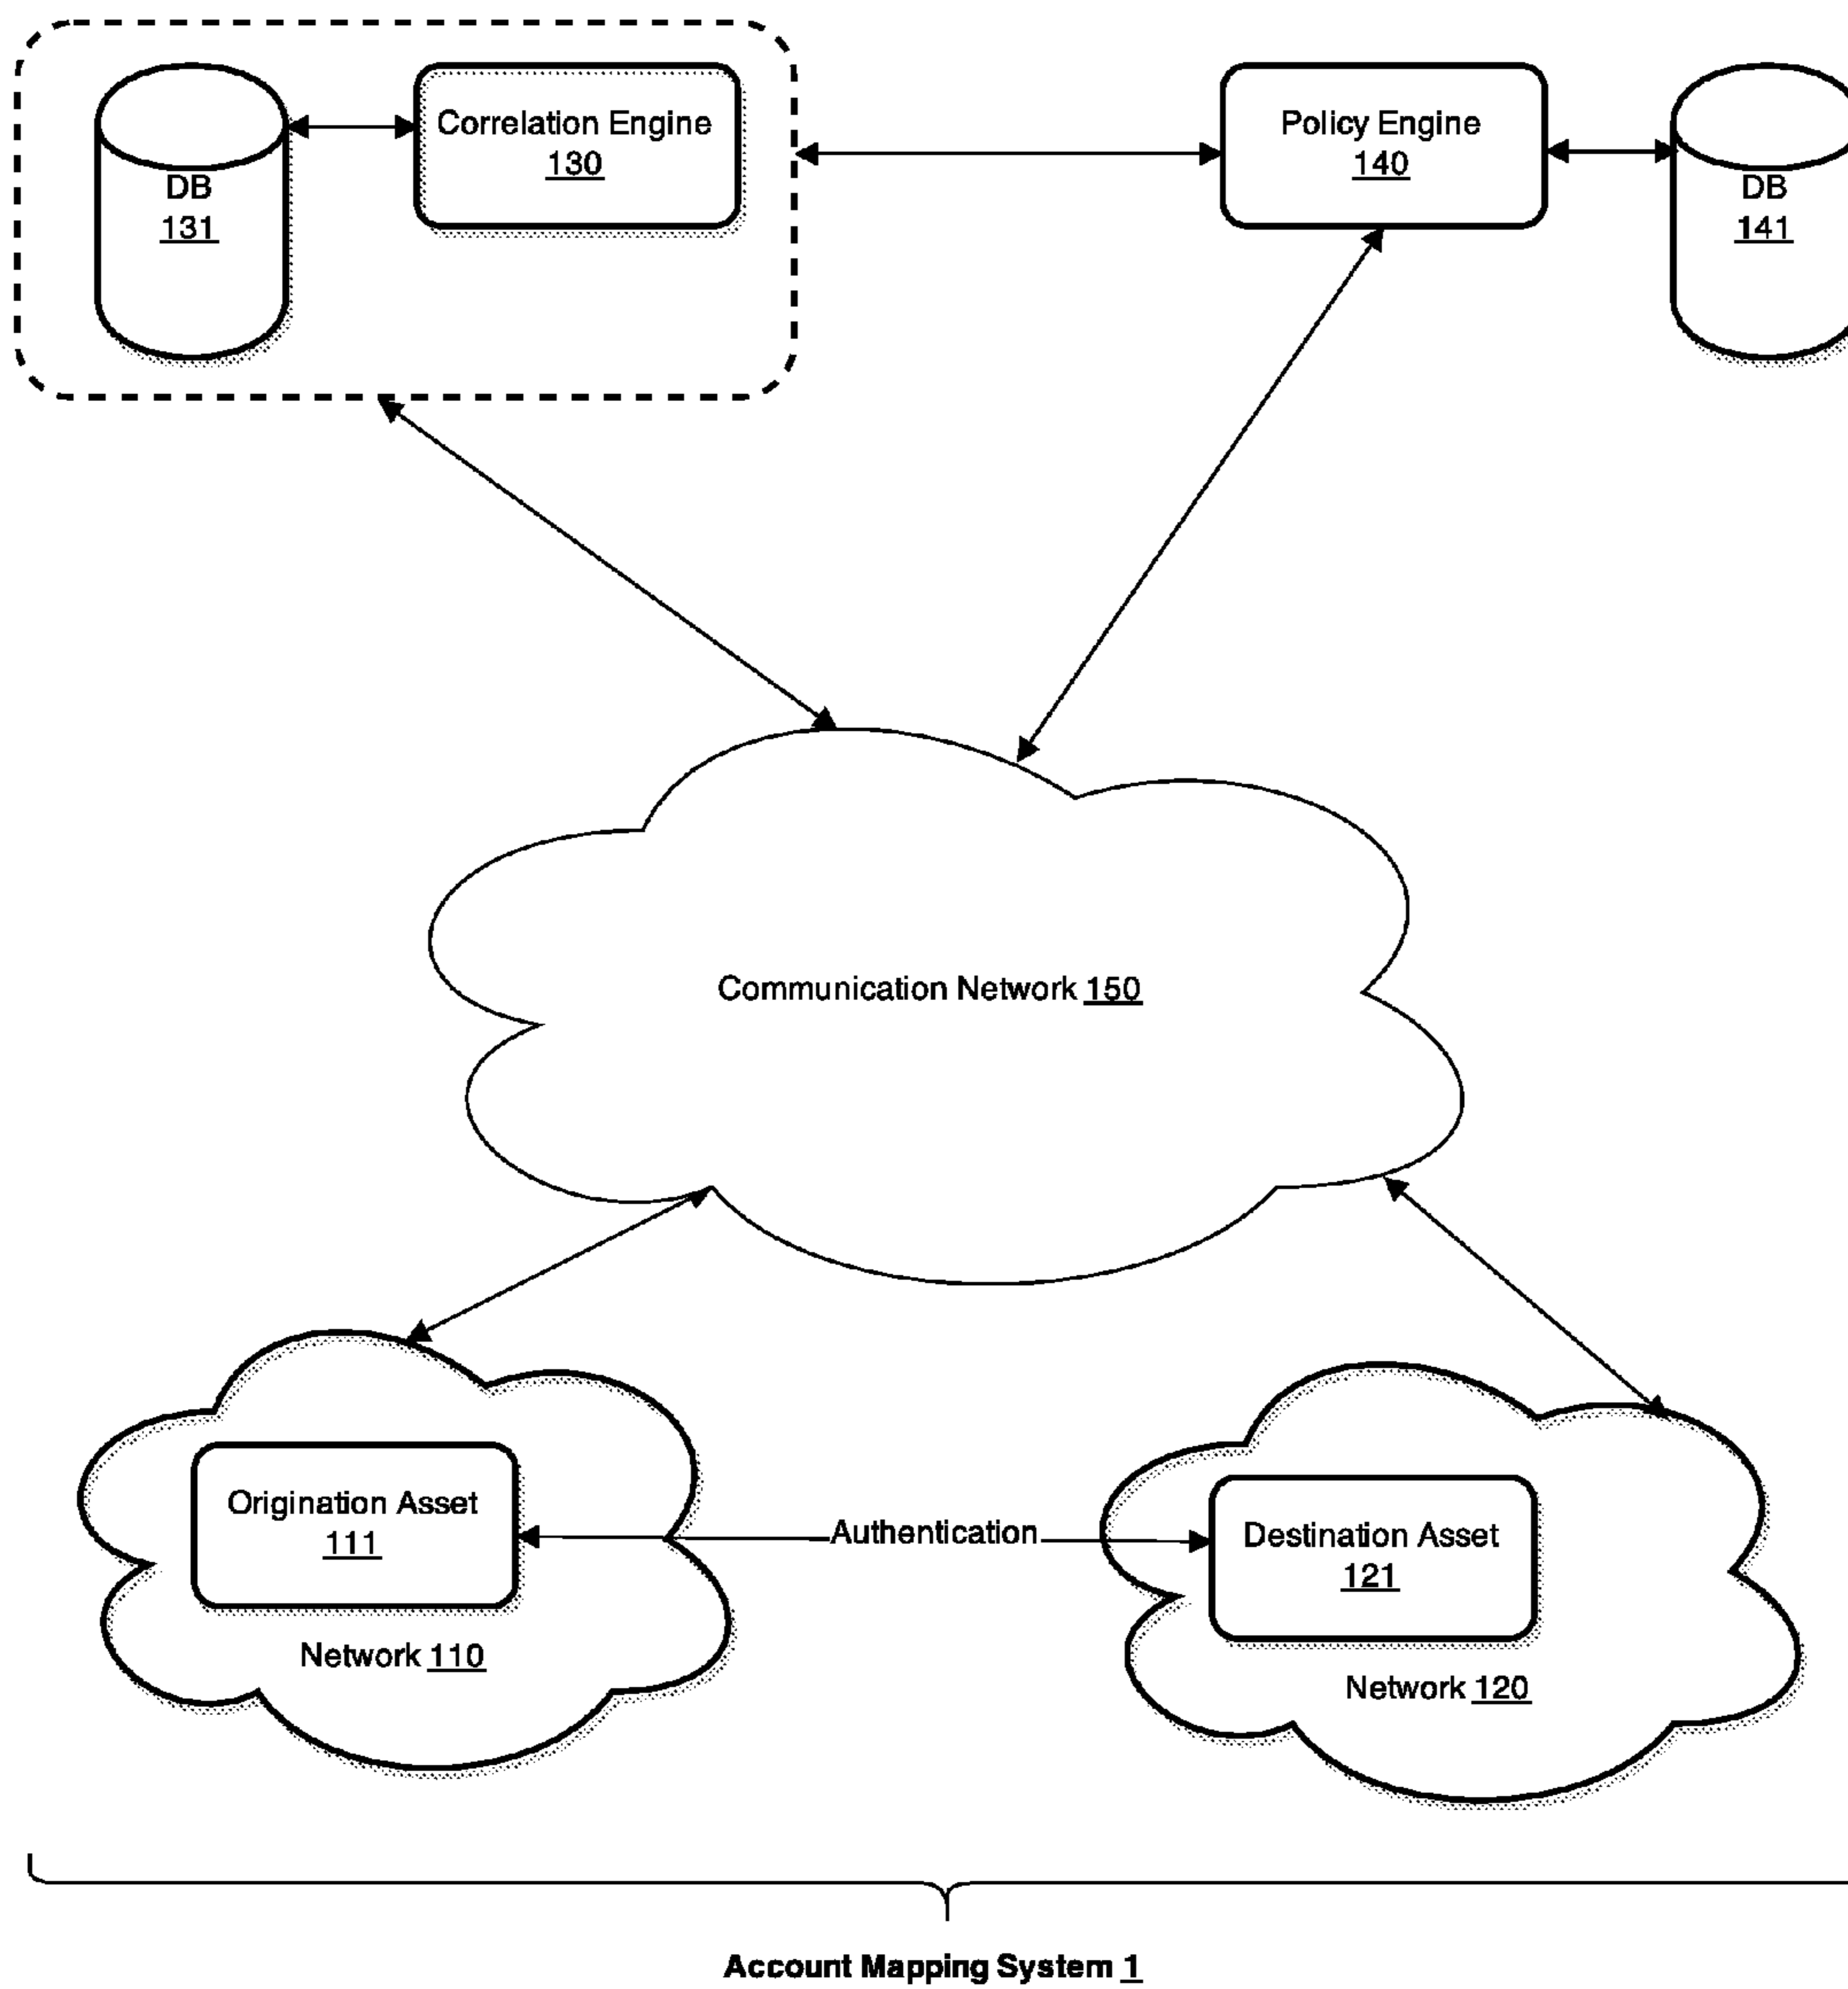 Correlation Engine
130
DB
131
Policy Engine
140
DB
141
Communication Network 150
Origination Asset
111
Network 110
Authentication
Destination Asset
121
Network 120
Account Mapping System 1